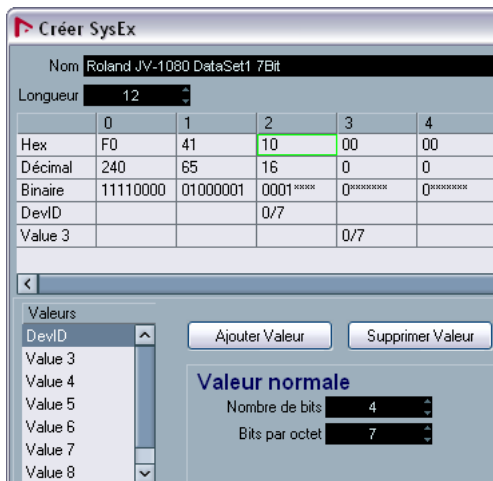 Créer SysEx
Nom Roland JV-1080 DataSet1 7Bit
Longueur 12
0 1 2 3 4
Hex F0 41 10 00 00
Décimal 240 65 16 0 0
Binaire 11110000 01000001 0001**** 0******* 0*******
DevID 0/7
Value 3 0/7
Valeurs
DevID
Value 3
Value 4
Value 5
Value 6
Value 7
Value 8
Ajouter Valeur Supprimer Valeur
Valeur normale
Nombre de bits 4
Bits par octet 7